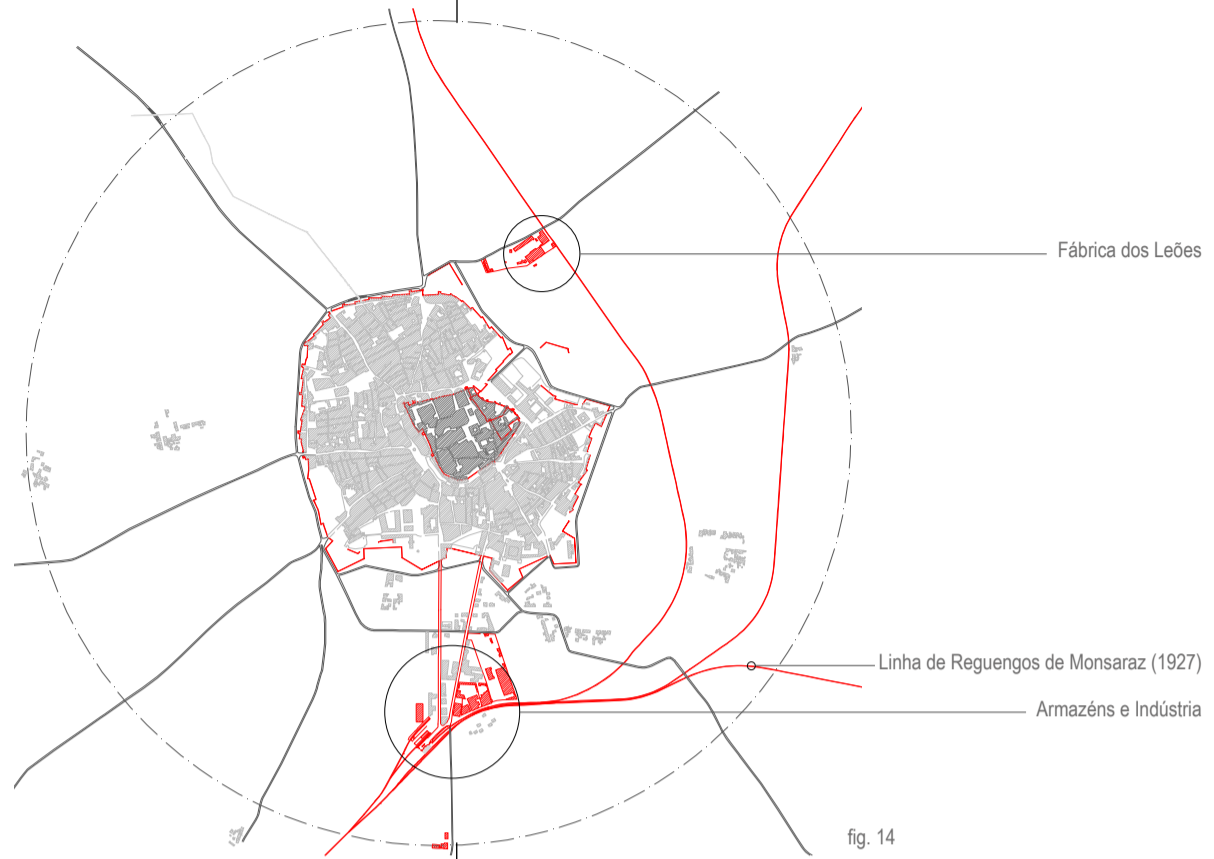 Fábrica dos Leões
Linha de Reguengos de Monsaraz (1927)
Armazéns e Indústria
fig. 14